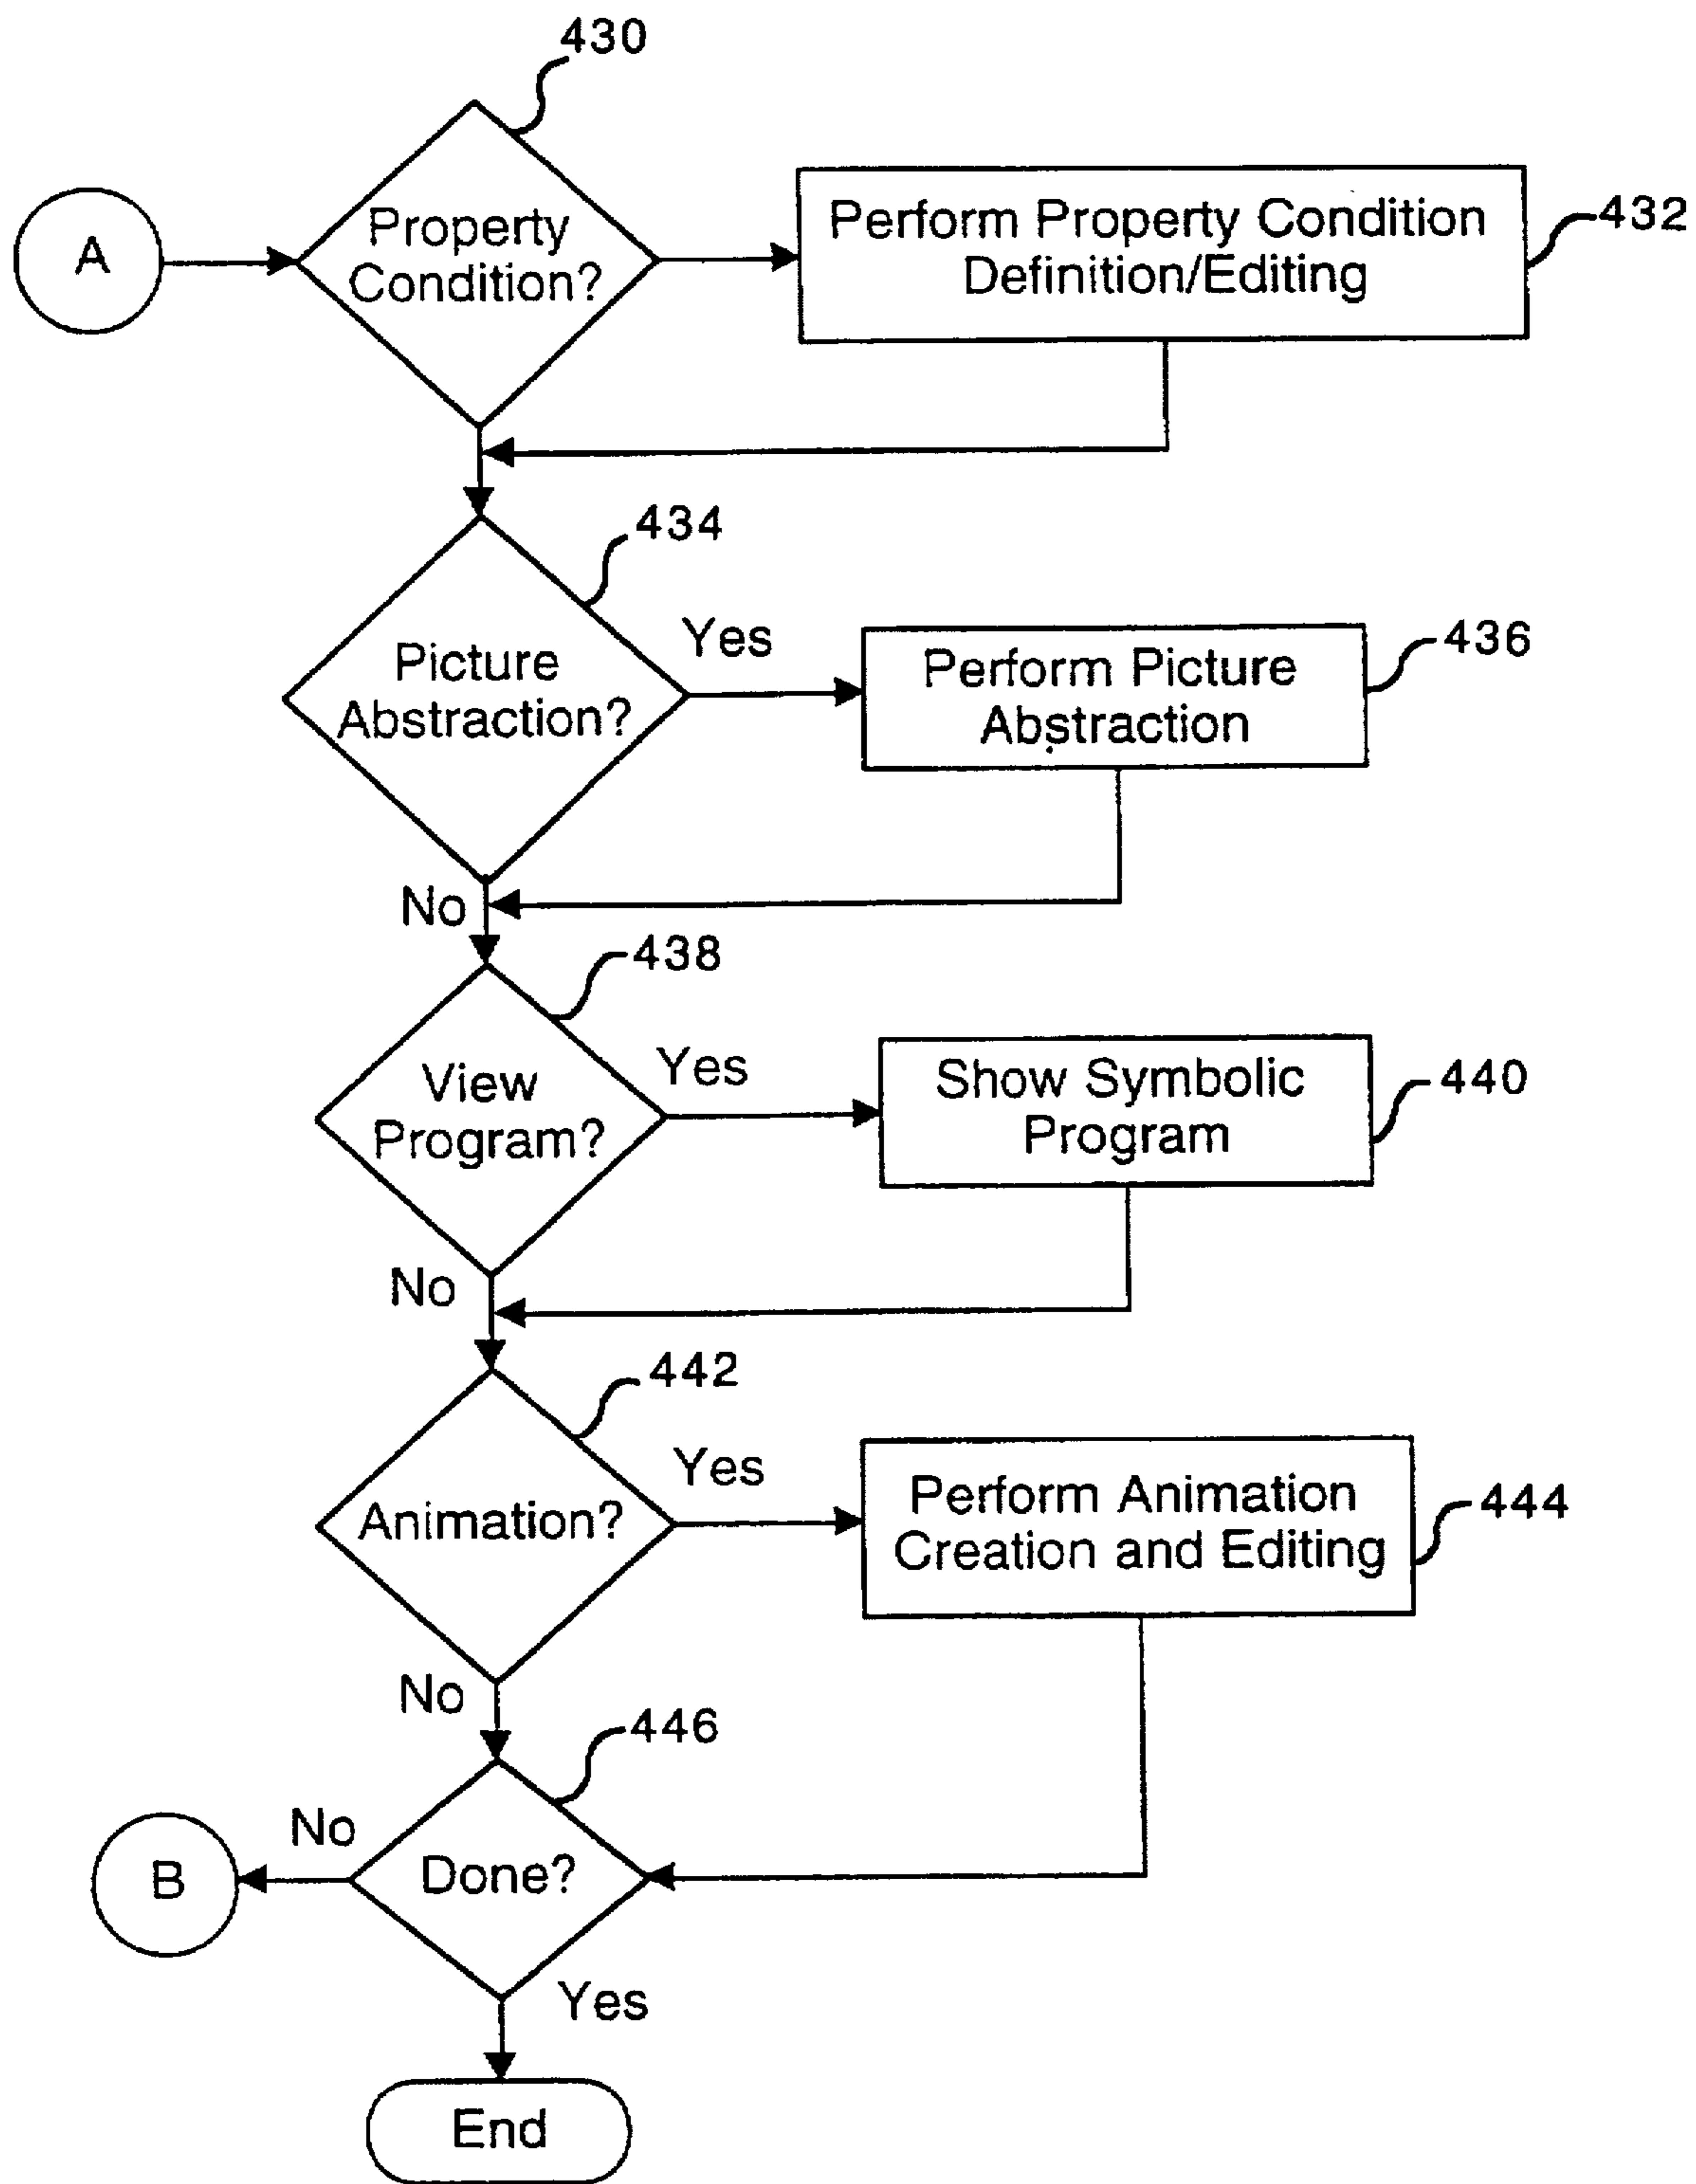 430
A
Property
Condition?
Perform Property Condition
Definition/Editing
432
434
Picture
Abstraction?
Yes
Perform Picture
Abstraction
436
No
438
View
Program?
Yes
Show Symbolic
Program
440
No
442
Animation?
Yes
Perform Animation
Creation and Editing
444
No
446
Done?
No
B
Yes
End